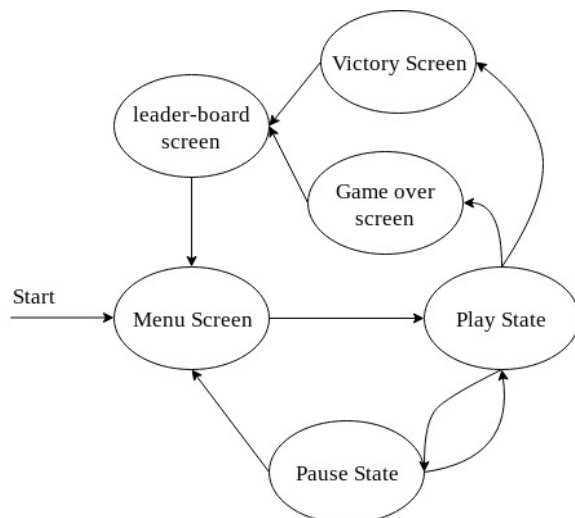 Victory Screen
leader-board
screen
Game over
screen
Start
Menu Screen
Play State
Pause State